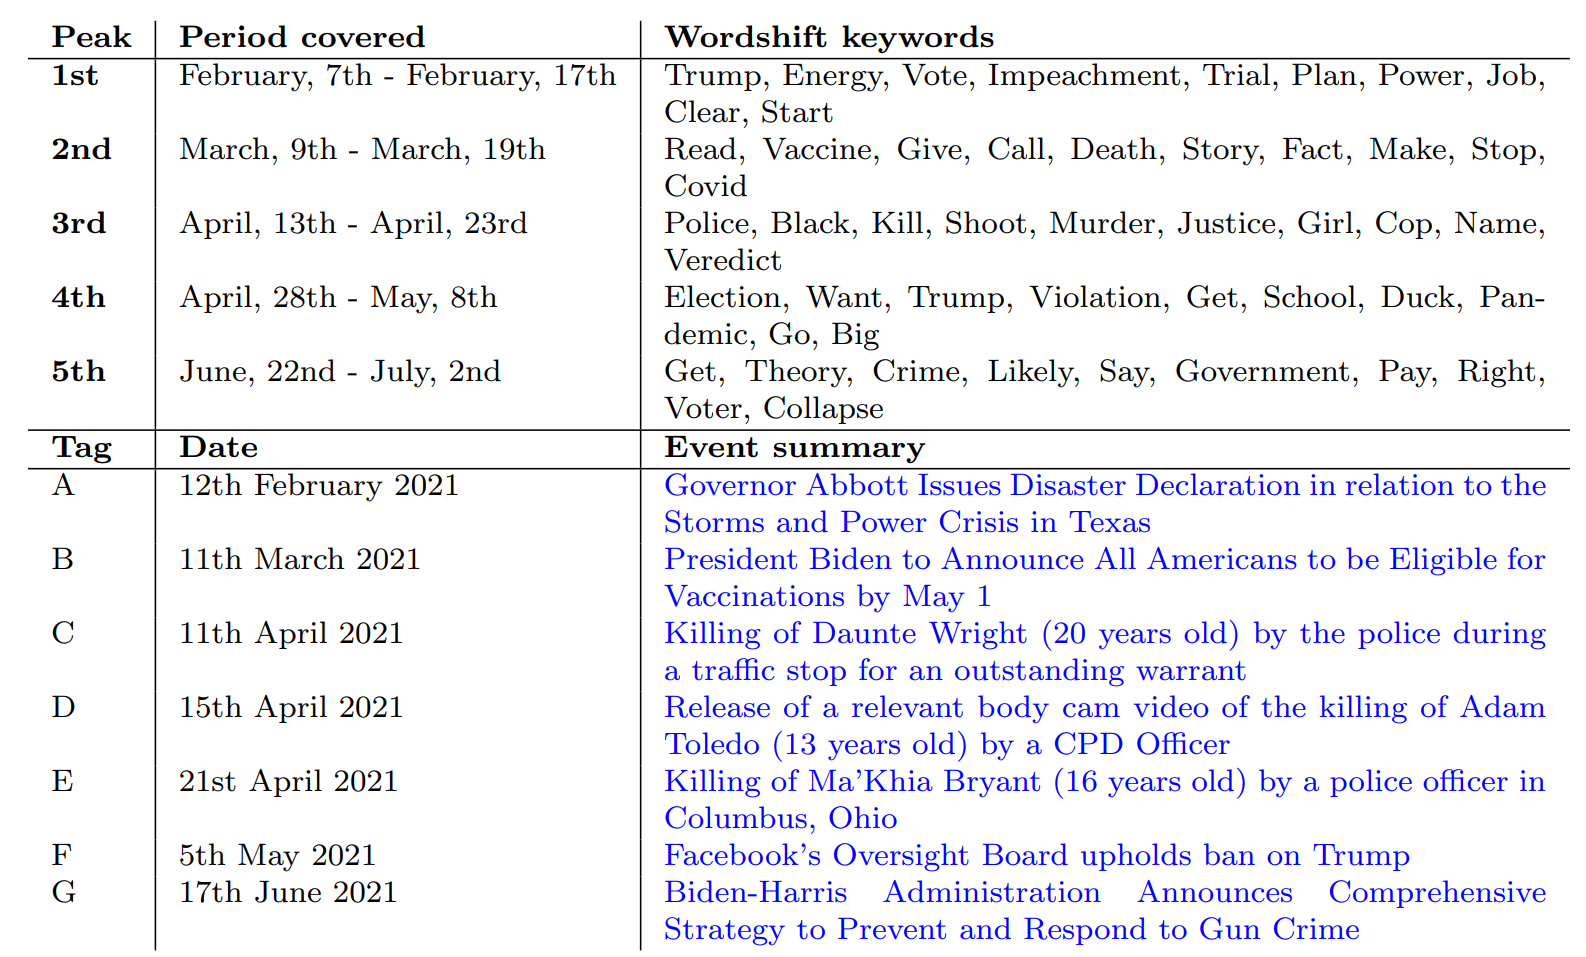 Peak Period covered Wordshift keywords
1st February, 7th - February, 17th Trump, Energy, Vote, Impeachment, Trial, Plan, Power, Job,
Clear, Start
2nd March, 9th - March, 19th Read, Vaccine, Give, Call, Death, Story, Fact, Make, Stop,
Covid
3rd April, 13th - April, 23rd Police, Black, Kill, Shoot, Murder, Justice, Girl, Cop, Name,
Veredict
4th April, 28th - May, 8th Election, Want, Trump, Violation, Get, School, Duck, Pan-
demic, Go, Big
5th June, 22nd - July, 2nd Get, Theory, Crime, Likely, Say, Government, Pay, Right,
Voter, Collapse
Tag Date Event summary
A 12th February 2021 Governor Abbott Issues Disaster Declaration in relation to the
Storms and Power Crisis in Texas
B 11th March 2021 President Biden to Announce All Americans to be Eligible for
Vaccinations by May 1
C 11th April 2021 Killing of Daunte Wright (20 years old) by the police during
a traffic stop for an outstanding warrant
D 15th April 2021 Release of a relevant body cam video of the killing of Adam
Toledo (13 years old) by a CPD Officer
E 21st April 2021 Killing of Ma'Khia Bryant (16 years old) by a police officer in
Columbus, Ohio
F 5th May 2021 Facebook's Oversight Board upholds ban on Trump
G 17th June 2021 Biden-Harris Administration Announces Comprehensive
Strategy to Prevent and Respond to Gun Crime